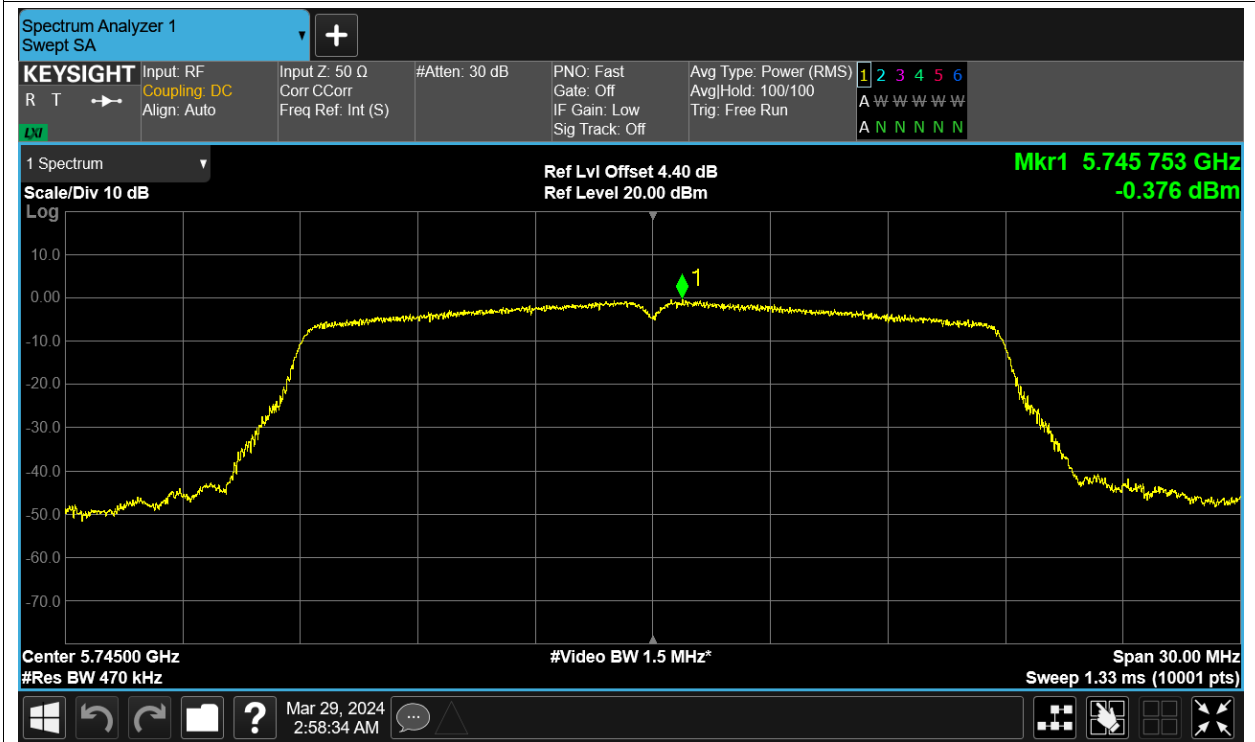 Spectrum Analyzer 1
Swept SA
KEYSIGHT
R T
LXI
Input: RF
Coupling: DC
Align: Auto
Input Z: 50 Ω
Corr CCorr
Freq Ref: Int (S)
#Atten: 30 dB
PNO: Fast
Gate: Off
IF Gain: Low
Sig Track: Off
Avg Type: Power (RMS)
Avg|Hold: 100/100
Trig: Free Run
1 2 3 4 5 6
A W W W W W
A N N N N N
1 Spectrum
Scale/Div 10 dB
Log
Ref Lvl Offset 4.40 dB
Ref Level 20.00 dBm
Mkr1 5.745 753 GHz
-0.376 dBm
10.0
0.00
1
-10.0
-20.0
-30.0
-40.0
-50.0
-60.0
-70.0
Center 5.74500 GHz
#Res BW 470 kHz
#Video BW 1.5 MHz*
Span 30.00 MHz
Sweep 1.33 ms (10001 pts)
?
Mar 29, 2024
2:58:34 AM